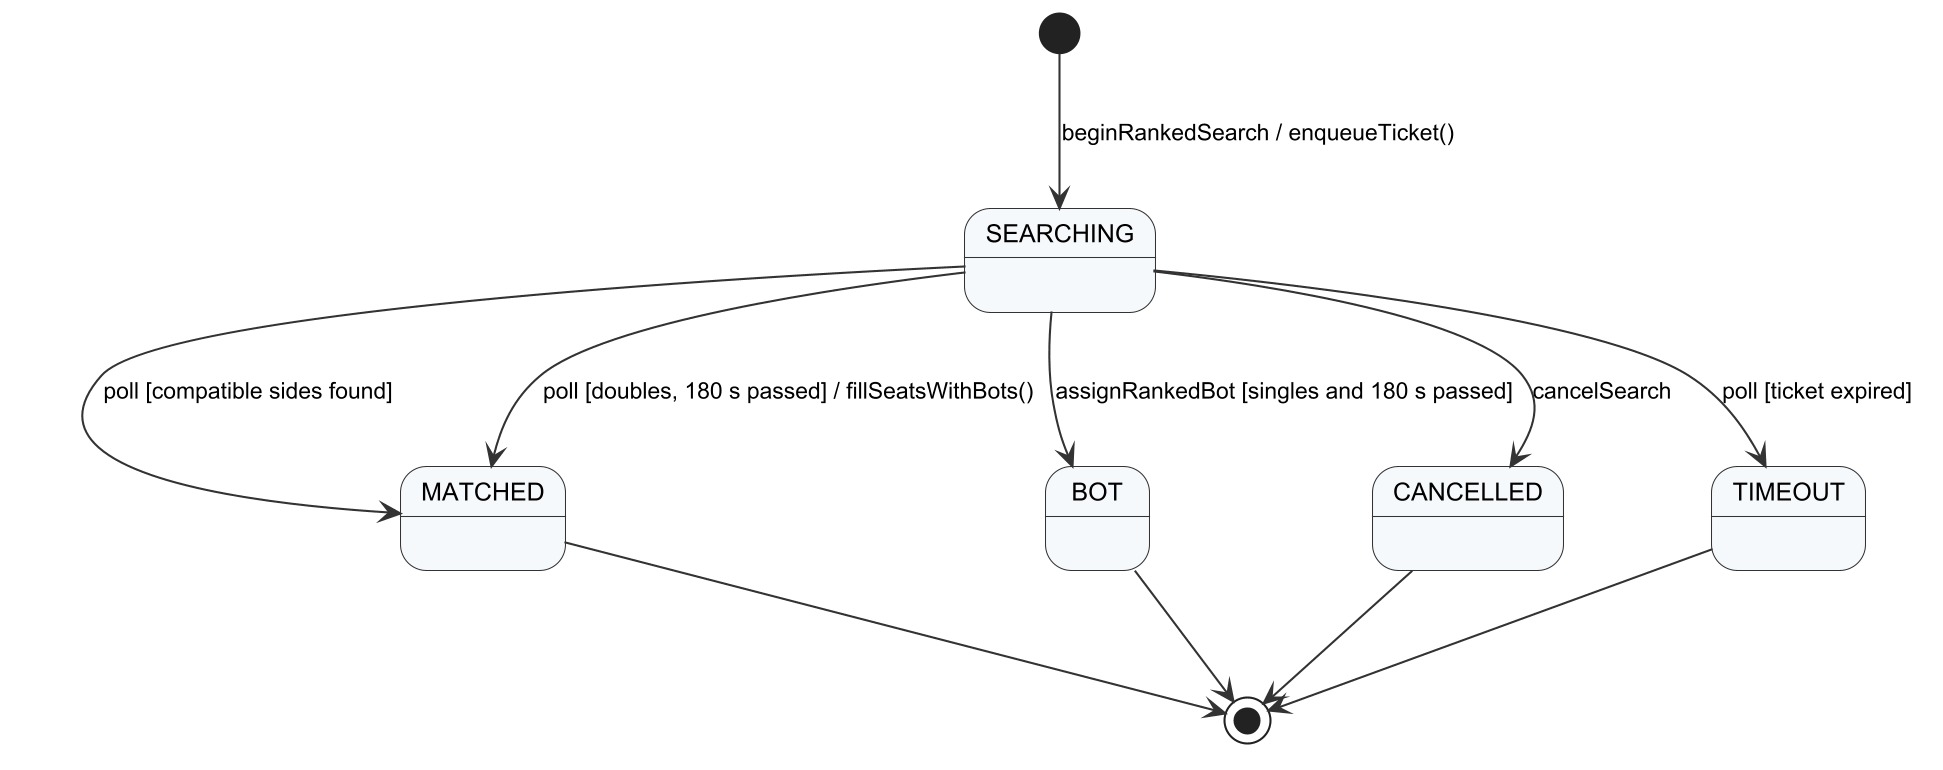 beginRankedSearch / enqueueTicket()
SEARCHING
poll [compatible sides found]
poll [doubles, 180 s passed] / fillSeatsWithBots()
assignRankedBot [singles and 180 s passed]
cancelSearch
poll [ticket expired]
MATCHED
BOT
CANCELLED
TIMEOUT